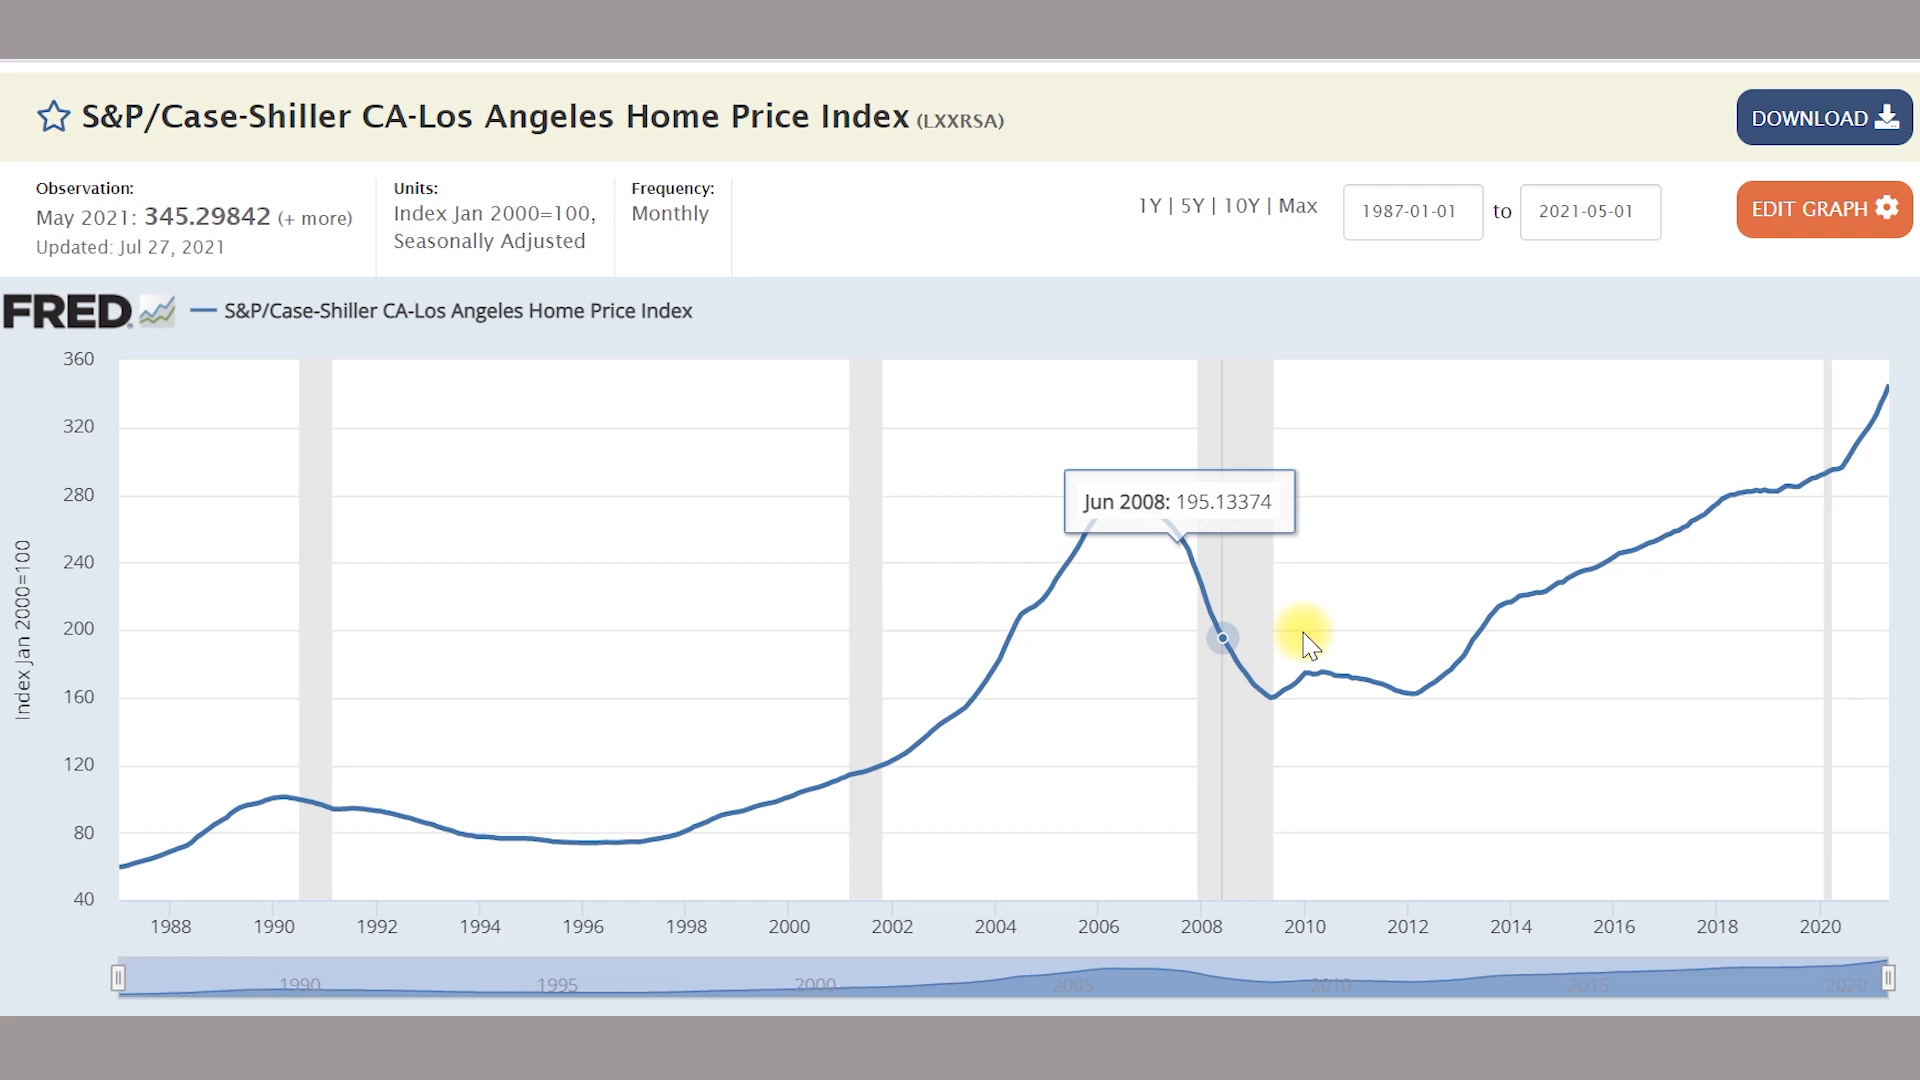 S&P/Case-Shiller CA-Los Angeles Home Price Index (LXXRSA)
DOWNLOAD
Observation:
May 2021: 345.29842 (+ more)
Updated: Jul 27, 2021
Units:
Index Jan 2000=100,
Seasonally Adjusted
Frequency:
Monthly
1Y | 5Y | 10Y | Max
1987-01-01 to 2021-05-01
EDIT GRAPH
FRED
S&P/Case-Shiller CA-Los Angeles Home Price Index
360
320
280
240
200
160
120
80
40
Index Jan 2000=100
Jun 2008: 195.13374
1988 1990 1992 1994 1996 1998 2000 2002 2004 2006 2008 2010 2012 2014 2016 2018 2020
1990 1995 2000 2005 2010 2015 2020